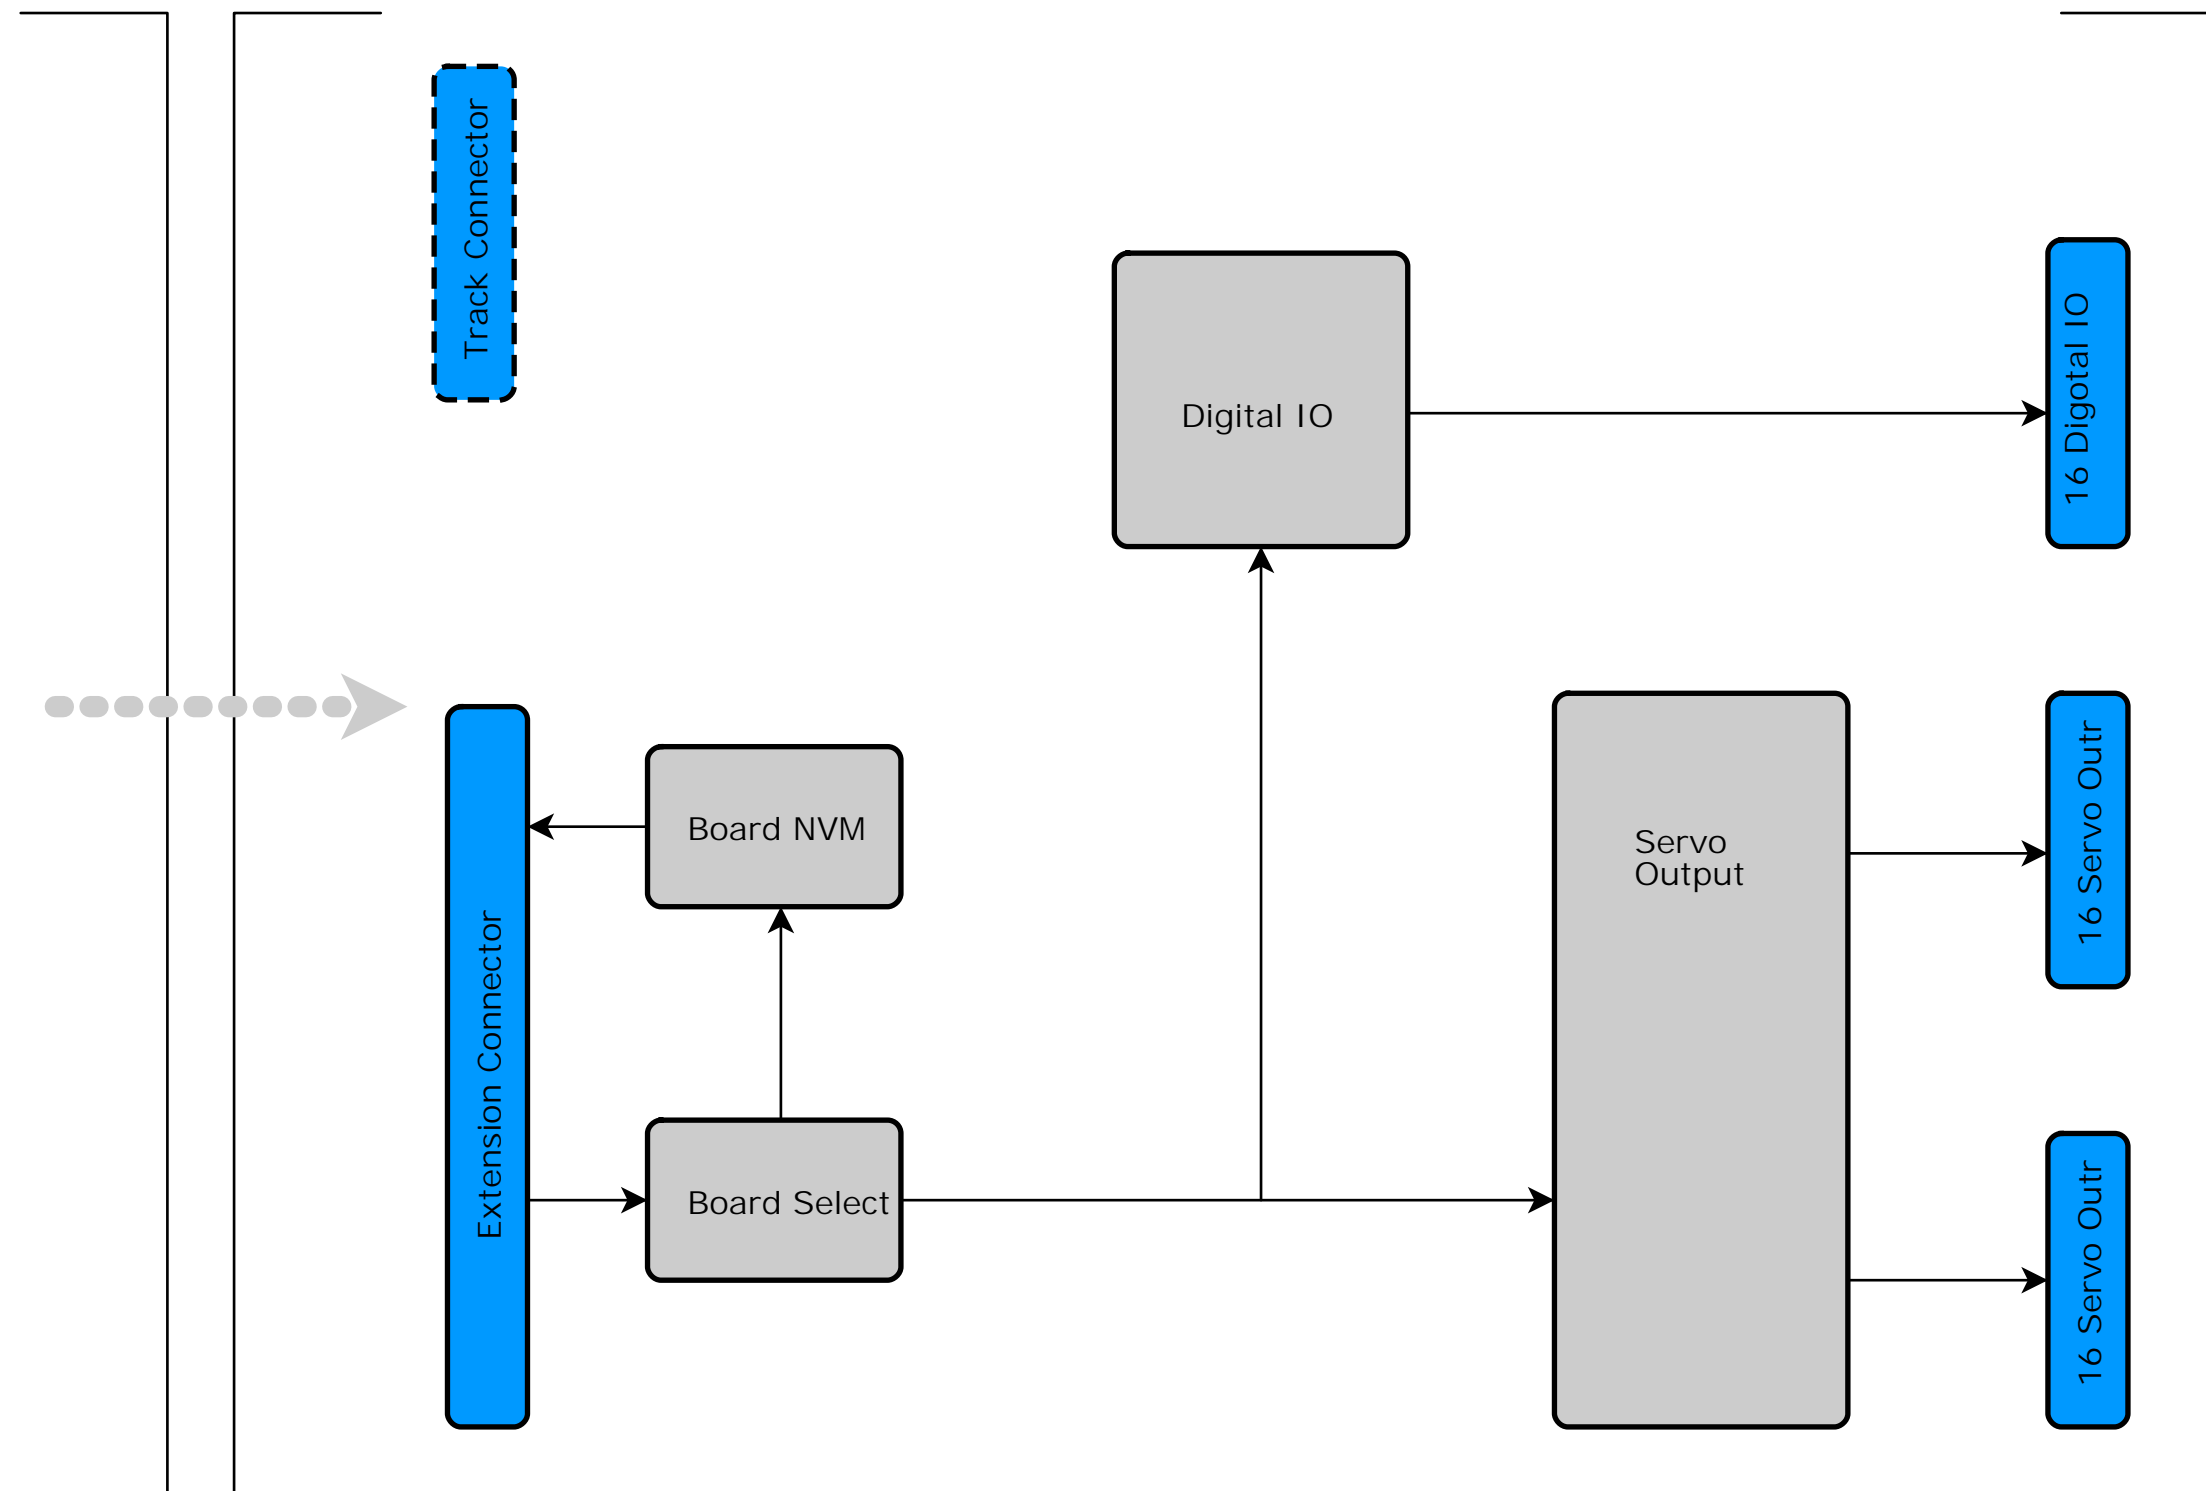 Track Connector
Digital IO
16 Digotal IO
Board NVM
Servo
Output
16 Servo Outr
Extension Connector
Board Select
16 Servo Outr